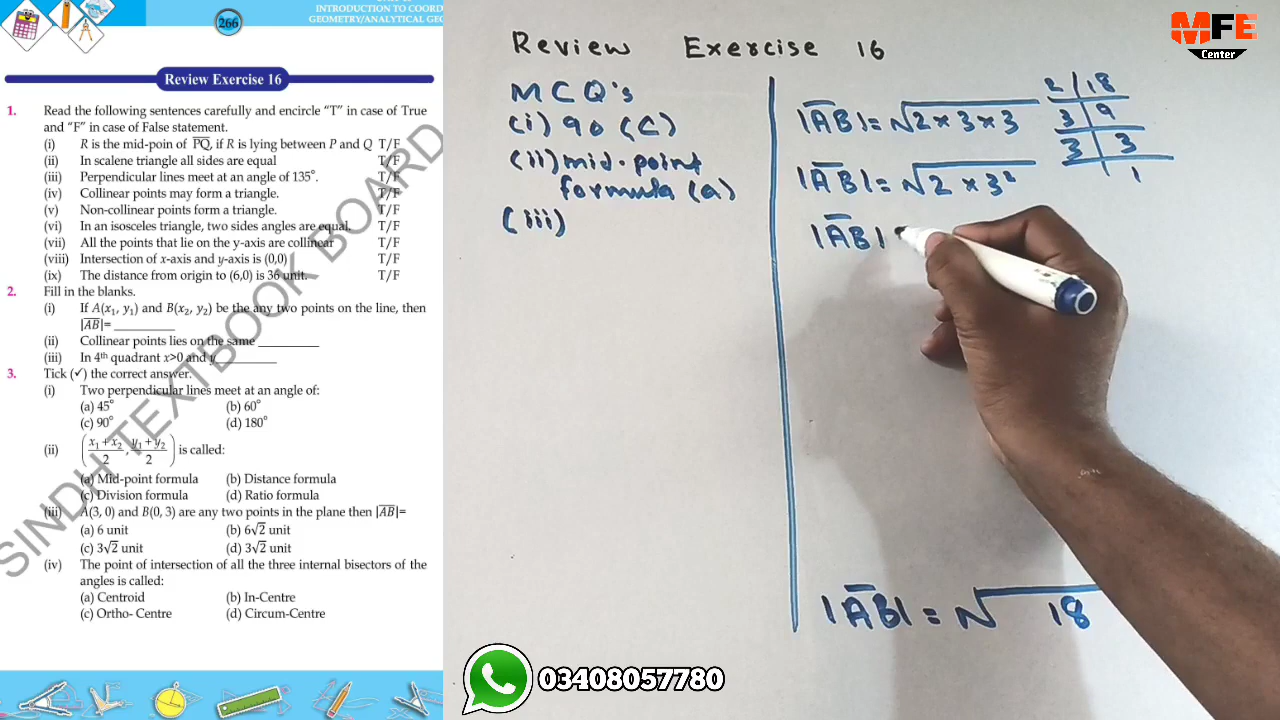 INTRODUCTION TO COORD
GEOMETRY/ANALYTICAL GEO
266
Review Exercise 16
1. Read the following sentences carefully and encircle “T” in case of True
and “F” in case of False statement.
(i) R is the mid-poin of P̅Q̅, if R is lying between P and Q T/F
(ii) In scalene triangle all sides are equal T/F
(iii) Perpendicular lines meet at an angle of 135°. T/F
(iv) Collinear points may form a triangle. T/F
(v) Non-collinear points form a triangle. T/F
(vi) In an isosceles triangle, two sides angles are equal. T/F
(vii) All the points that lie on the y-axis are collinear T/F
(viii) Intersection of x-axis and y-axis is (0,0) T/F
(ix) The distance from origin to (6,0) is 36 unit. T/F
2. Fill in the blanks.
(i) If A(x₁, y₁) and B(x₂, y₂) be the any two points on the line, then
|A̅B̅|= ________
(ii) Collinear points lies on the same ________
(iii) In 4th quadrant x>0 and y ________
3. Tick (✓) the correct answer.
(i) Two perpendicular lines meet at an angle of:
(a) 45° (b) 60°
(c) 90° (d) 180°
(ii) (x₁ + x₂/2, y₁ + y₂/2) is called:
(a) Mid-point formula (b) Distance formula
(c) Division formula (d) Ratio formula
(iii) A(3, 0) and B(0, 3) are any two points in the plane then |A̅B̅|=
(a) 6 unit (b) 6√2 unit
(c) 3√2 unit (d) 3√2 unit
(iv) The point of intersection of all the three internal bisectors of the
angles is called:
(a) Centroid (b) In-Centre
(c) Ortho- Centre (d) Circum-Centre
SINDH TEXTBOOK BOARD
Review Exercise 16
MCQ's
(i) 90 (C)
(ii) mid-point
formula (a)
(iii)
|A̅B̅| = √2 × 3 × 3
|A̅B̅| = √2 × 3²
|A̅B̅|
2 | 18
3 | 9
3 | 3
1
|A̅B̅| = √ 18
MFE
Center
03408057780